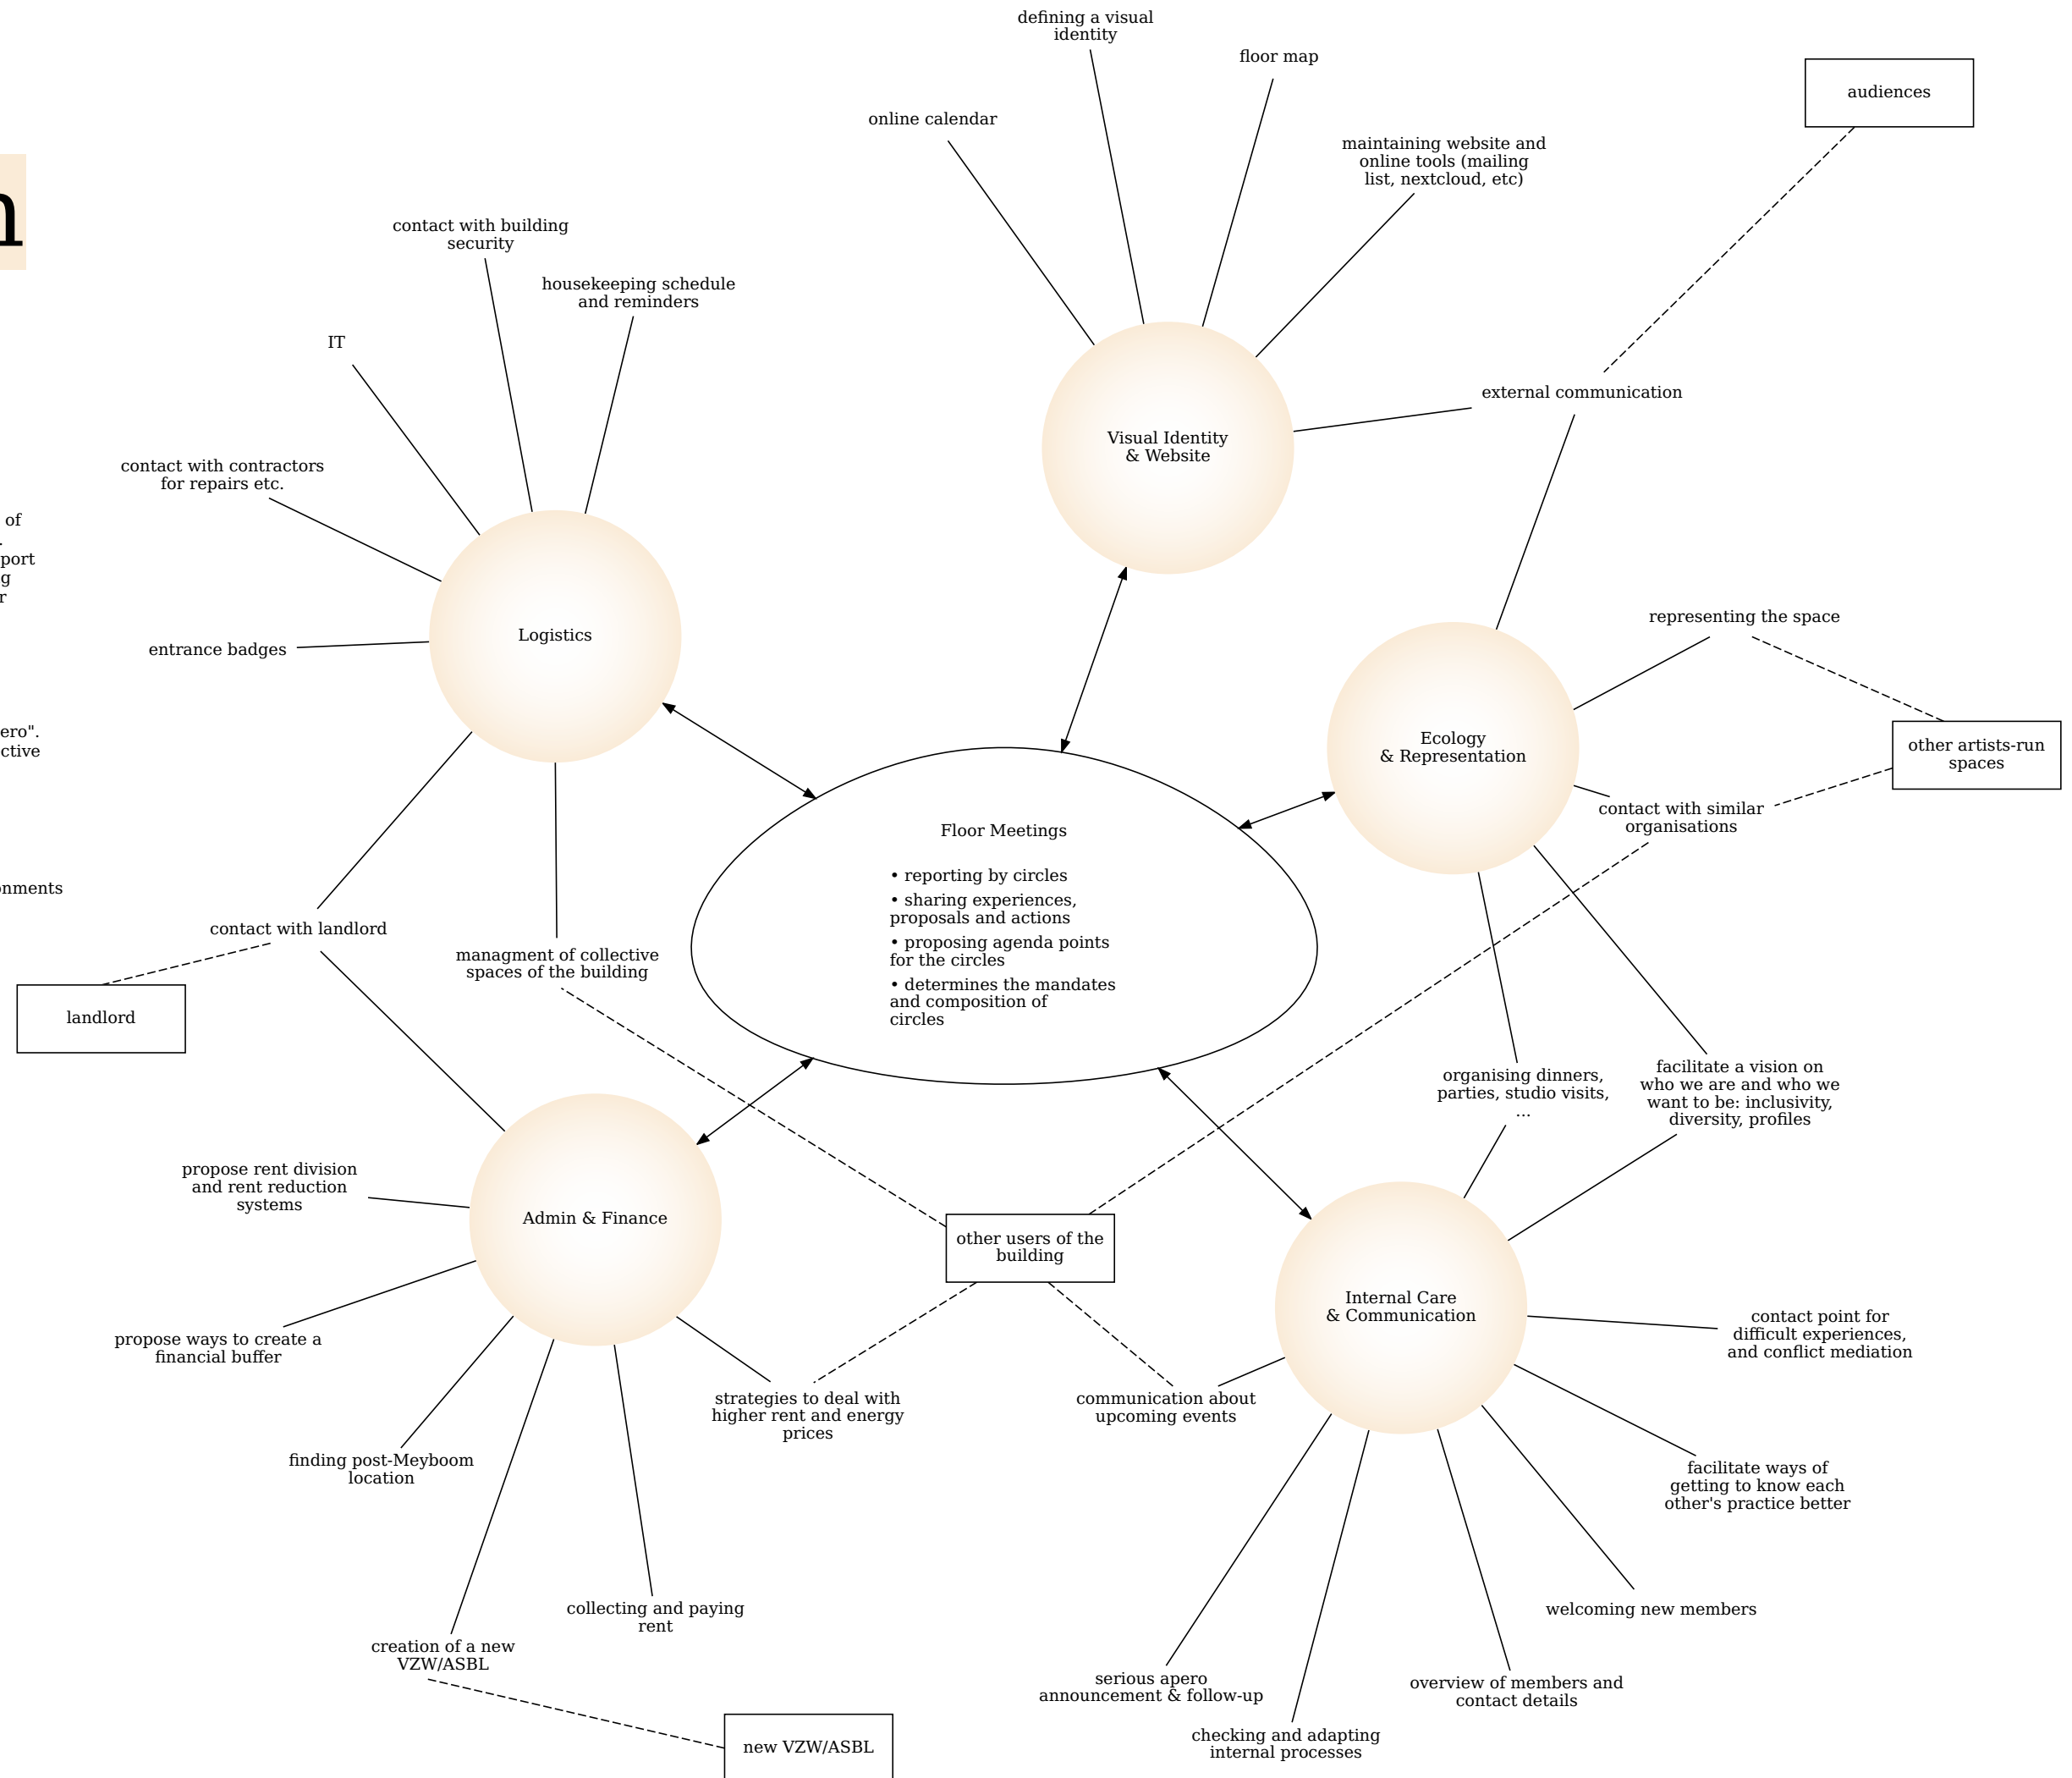 defining a visual
identity
floor map
audiences
online calendar
maintaining website and
online tools (mailing
list, nextcloud, etc)
contact with building
security
housekeeping schedule
and reminders
IT
external communication
Visual Identity
& Website
contact with contractors
for repairs etc.
of
port
g
r
representing the space
Logistics
entrance badges
ero".
ctive
Ecology
& Representation
other artists-run
spaces
contact with similar
organisations
Floor Meetings
• reporting by circles
• sharing experiences,
proposals and actions
• proposing agenda points
for the circles
• determines the mandates
and composition of
circles
onments
contact with landlord
managment of collective
spaces of the building
landlord
organising dinners,
parties, studio visits,
...
facilitate a vision on
who we are and who we
want to be: inclusivity,
diversity, profiles
propose rent division
and rent reduction
systems
Admin & Finance
other users of the
building
Internal Care
& Communication
contact point for
difficult experiences,
and conflict mediation
propose ways to create a
financial buffer
strategies to deal with
higher rent and energy
prices
communication about
upcoming events
finding post-Meyboom
location
facilitate ways of
getting to know each
other's practice better
collecting and paying
rent
welcoming new members
creation of a new
VZW/ASBL
serious apero
announcement & follow-up
overview of members and
contact details
checking and adapting
internal processes
new VZW/ASBL